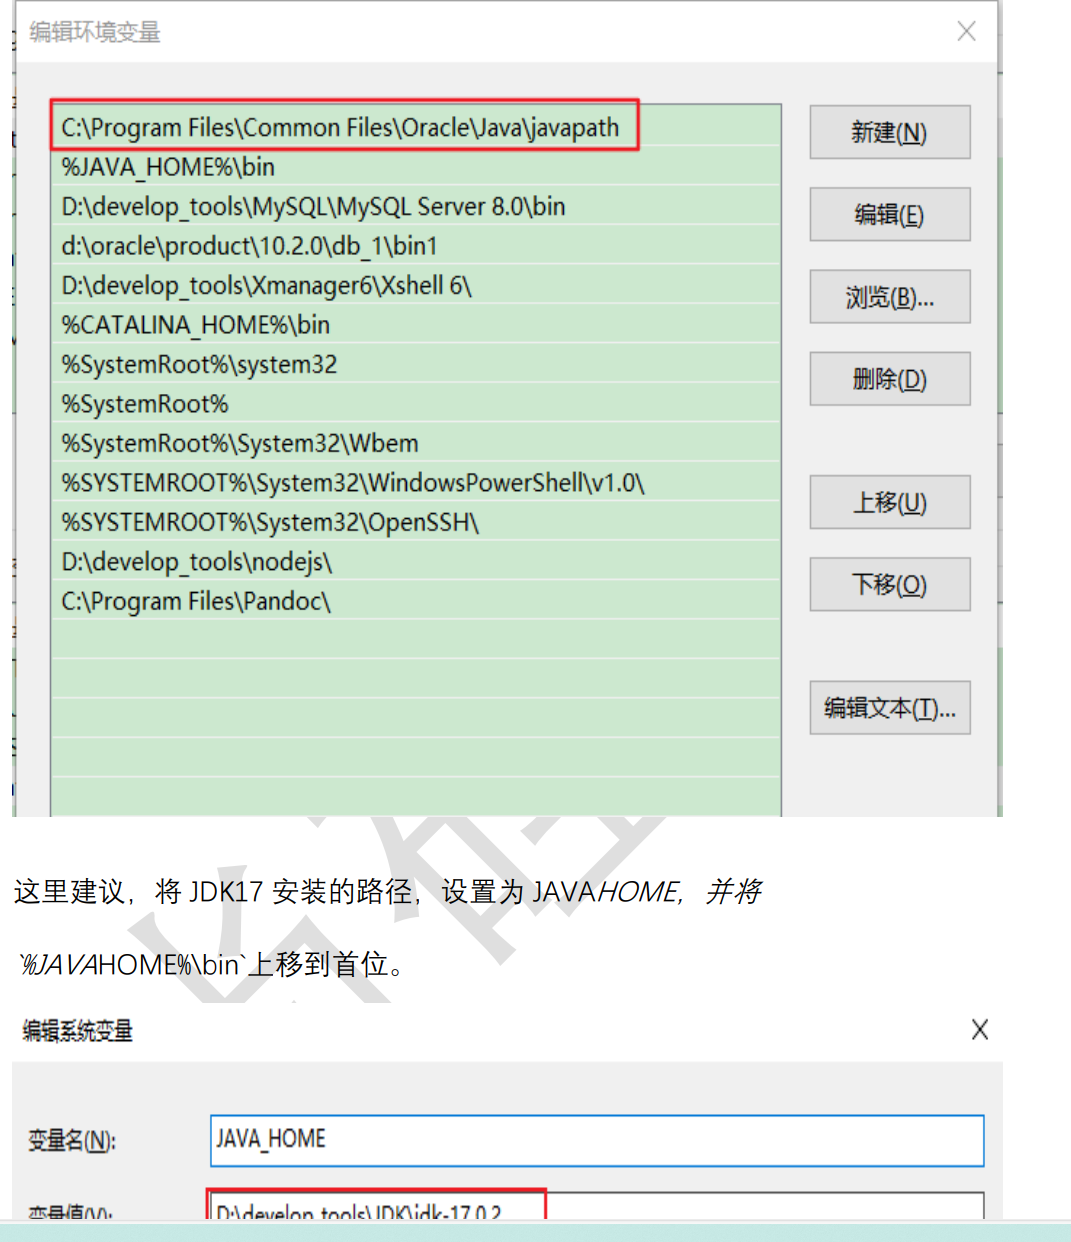 编辑环境变量
C:\Program Files\Common Files\Oracle\Java\javapath
新建(N)
%JAVA_HOME%\bin
D:\develop_tools\MySQL\MySQL Server 8.0\bin
编辑(E)
d:\oracle\product\10.2.0\db_1\bin1
D:\develop_tools\Xmanager6\Xshell 6\
浏览(B)...
%CATALINA_HOME%\bin
%SystemRoot%\system32
删除(D)
%SystemRoot%
%SystemRoot%\System32\Wbem
%SYSTEMROOT%\System32\WindowsPowerShell\v1.0\
上移(U)
%SYSTEMROOT%\System32\OpenSSH\
D:\develop_tools\nodejs\
下移(O)
C:\Program Files\Pandoc\
编辑文本(T)...
这里建议，将 JDK17 安装的路径，设置为 JAVAHOME，并将
`%JAVAHOME%\bin`上移到首位。
编辑系统变量
变量名(N):
JAVA_HOME
变量值(V):
D:\develop_tools\JDK\jdk-17.0.2